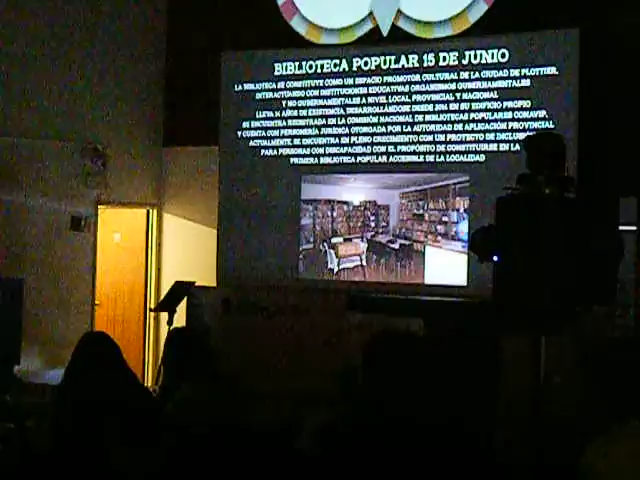 BIBLIOTECA POPULAR 15 DE JUNIO
LA BIBLIOTECA SE CONSTITUYE COMO UN ESPACIO PROMOTOR CULTURAL DE LA CIUDAD DE PLOTTIER,
INTERACTUANDO CON INSTITUCIONES EDUCATIVAS ORGANISMOS GUBERNAMENTALES
Y NO GUBERNAMENTALES A NIVEL LOCAL, PROVINCIAL Y NACIONAL
LLEVA 14 AÑOS DE EXISTENCIA, DESARROLLÁNDOSE DESDE 2014 EN SU EDIFICIO PROPIO
SE ENCUENTRA REGISTRADA EN LA COMISIÓN NACIONAL DE BIBLIOTECAS POPULARES CONABIP,
Y CUENTA CON PERSONERÍA JURÍDICA OTORGADA POR LA AUTORIDAD DE APLICACIÓN PROVINCIAL
ACTUALMENTE, SE ENCUENTRA EN PLENO CRECIMIENTO CON UN PROYECTO DE
PARA PERSONAS CON DISCAPACIDAD CON EL PROPÓSITO DE CONSTITUIRSE EN LA
PRIMERA BIBLIOTECA POPULAR ACCESIBLE DE LA LOCALIDAD